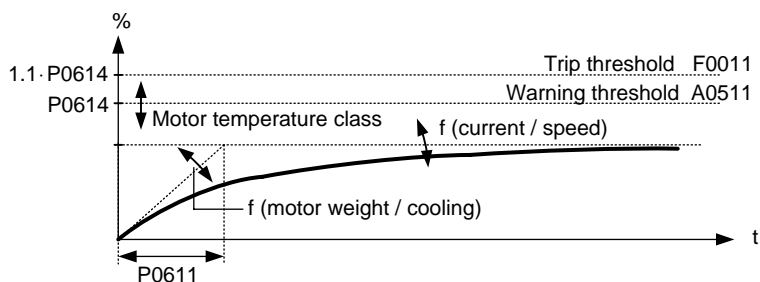 %
Trip threshold F0011
1.1· P0614
Warning threshold A0511
P0614
Motor temperature class
f (current / speed)
f (motor weight / cooling)
t
P0611